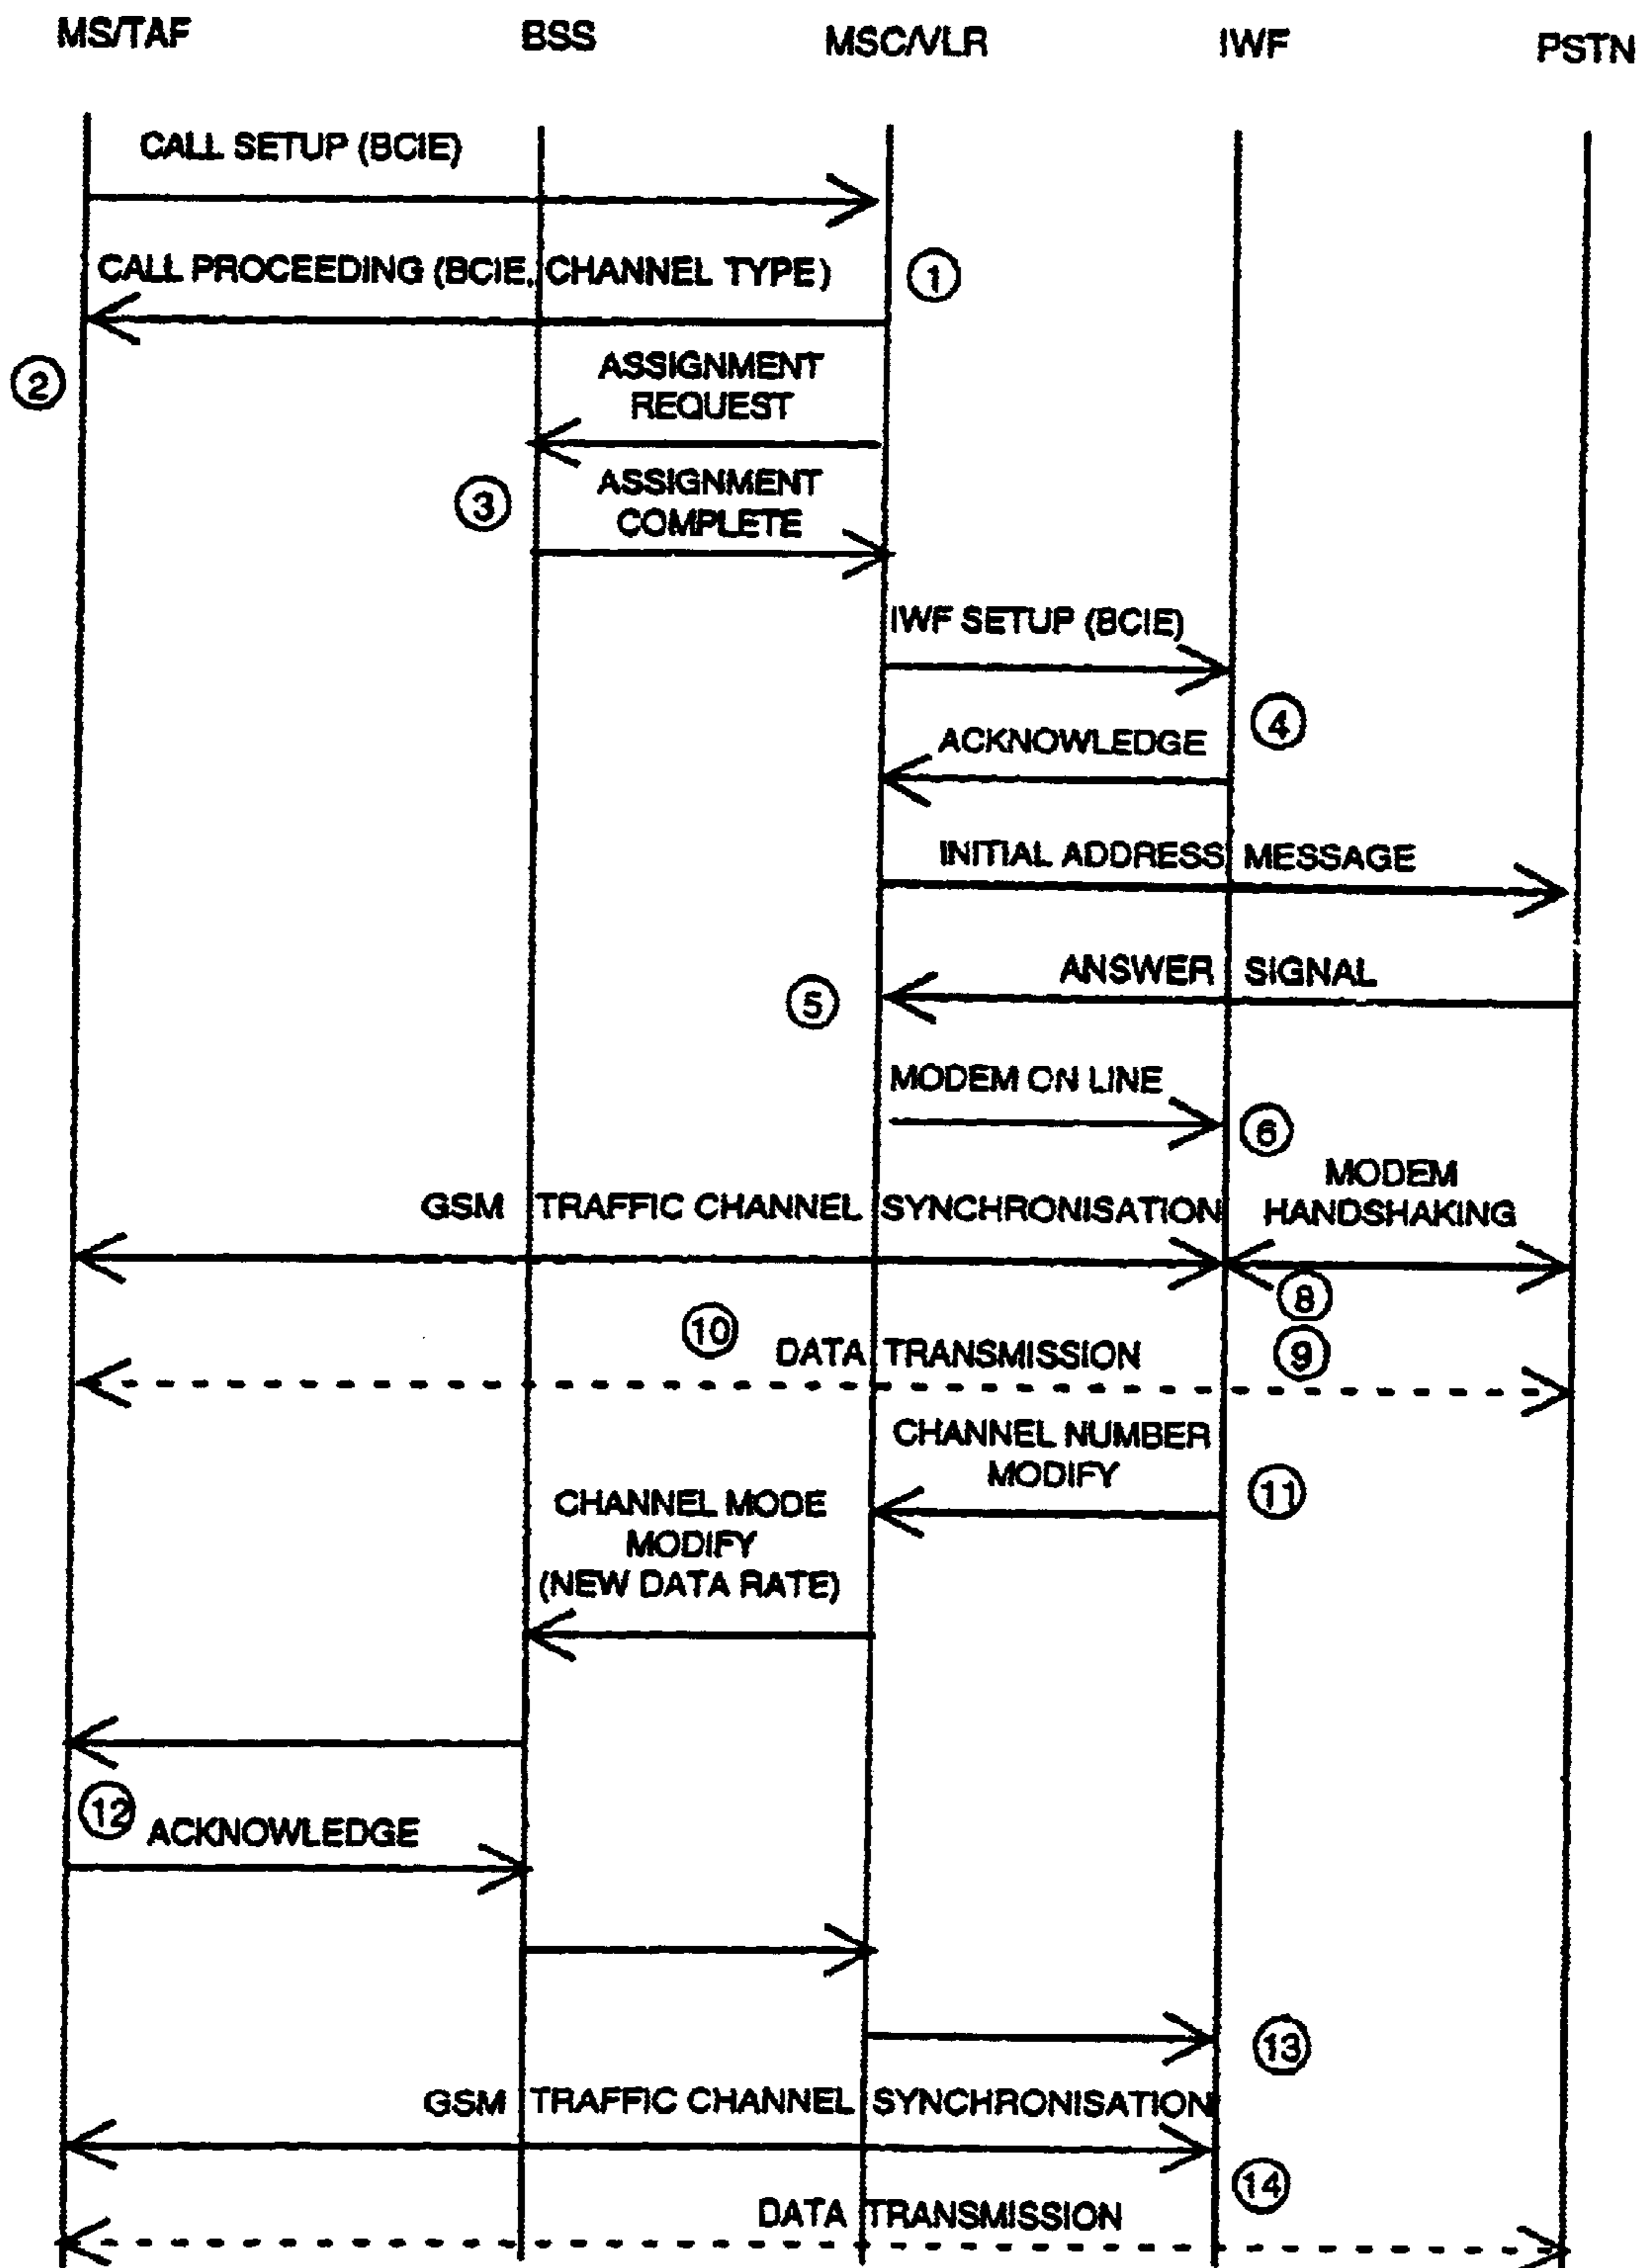 MS/TAF BSS MSC/VLR IWF PSTN
CALL SETUP (BCIE)
CALL PROCEEDING (BCIE, CHANNEL TYPE) 1
2
ASSIGNMENT
REQUEST
3
ASSIGNMENT
COMPLETE
IWF SETUP (BCIE)
4
ACKNOWLEDGE
INITIAL ADDRESS MESSAGE
ANSWER SIGNAL
5
MODEM ON LINE
6
MODEM
HANDSHAKING
GSM TRAFFIC CHANNEL SYNCHRONISATION
8
10
DATA TRANSMISSION
9
CHANNEL NUMBER
MODIFY
11
CHANNEL MODE
MODIFY
(NEW DATA RATE)
12
ACKNOWLEDGE
13
GSM TRAFFIC CHANNEL SYNCHRONISATION
14
DATA TRANSMISSION